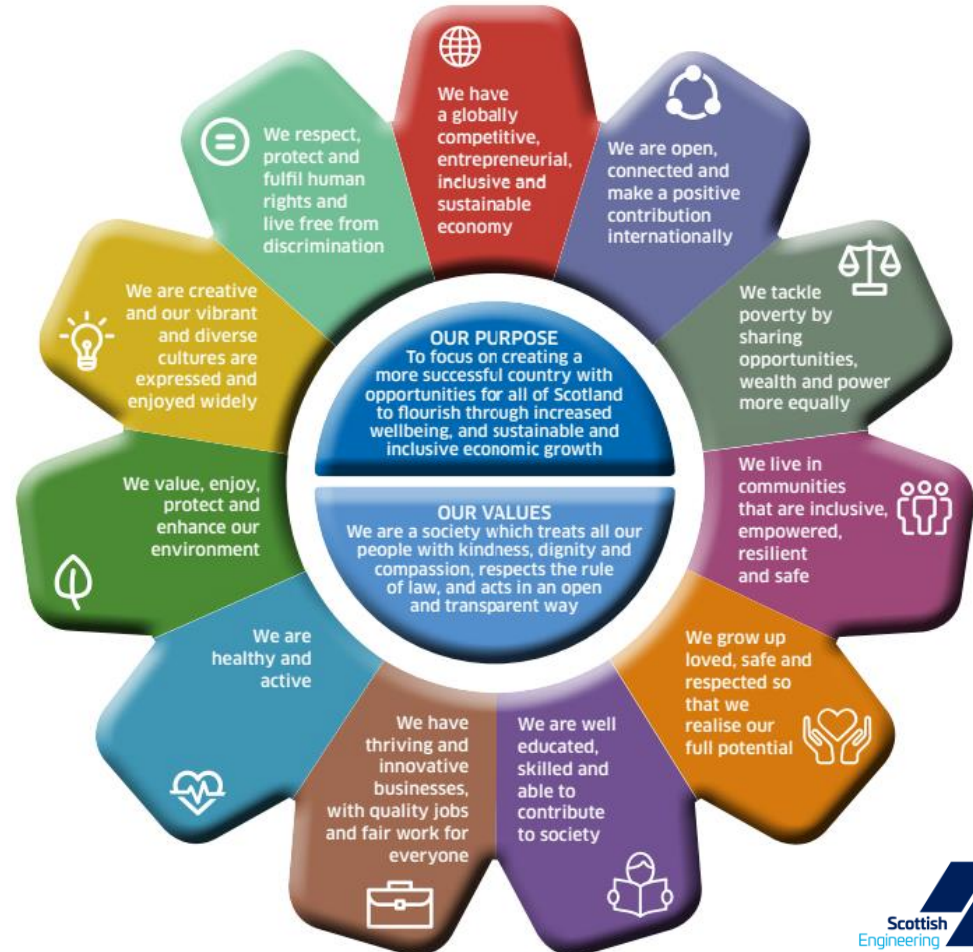 We have
a globally
competitive,
entrepreneurial,
inclusive and
sustainable
economy
We are open,
connected and
make a positive
contribution
internationally
We tackle
poverty by
sharing
opportunities,
wealth and power
more equally
We live in
communities
that are inclusive,
empowered,
resilient
and safe
We grow up
loved, safe and
respected so
that we
realise our
full potential
We are well
educated,
skilled and
able to
contribute
to society
We have
thriving and
innovative
businesses,
with quality jobs
and fair work for
everyone
We are
healthy and
active
We value, enjoy,
protect and
enhance our
environment
We are creative
and our vibrant
and diverse
cultures are
expressed and
enjoyed widely
We respect,
protect and
fulfil human
rights and
live free from
discrimination
OUR PURPOSE
To focus on creating a
more successful country with
opportunities for all of Scotland
to flourish through increased
wellbeing, and sustainable and
inclusive economic growth
OUR VALUES
We are a society which treats all our
people with kindness, dignity and
compassion, respects the rule
of law, and acts in an open
and transparent way
Scottish
Engineering